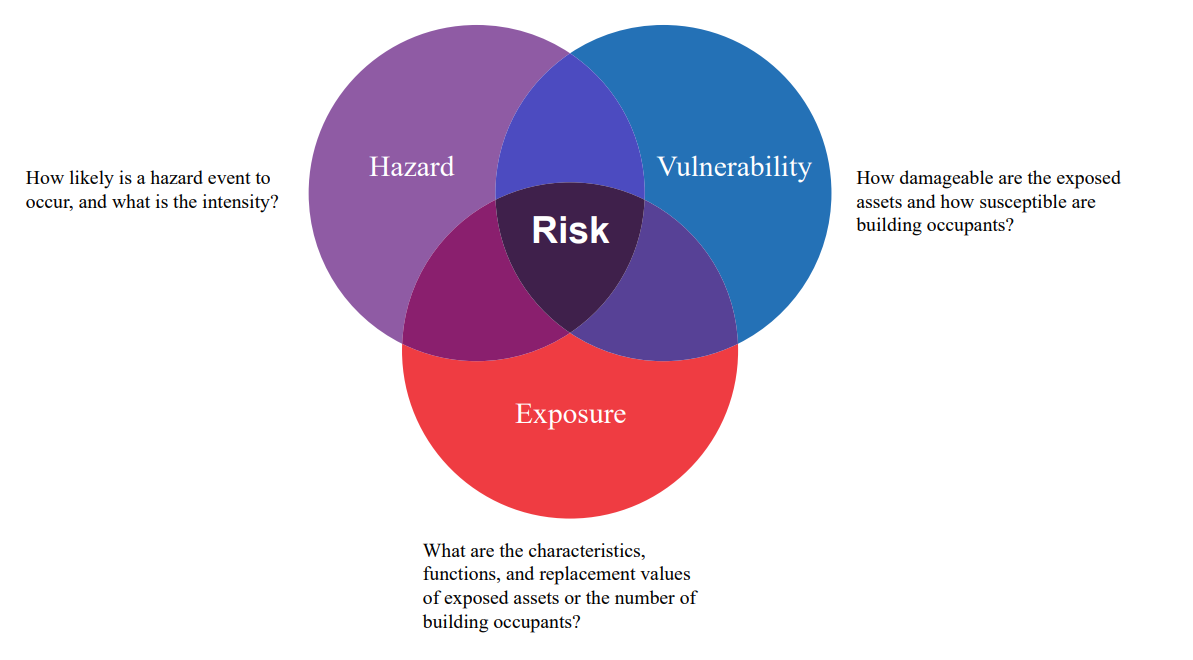 Hazard
Vulnerability
How likely is a hazard event to
occur, and what is the intensity?
How damageable are the exposed
assets and how susceptible are
building occupants?
Risk
Exposure
What are the characteristics,
functions, and replacement values
of exposed assets or the number of
building occupants?